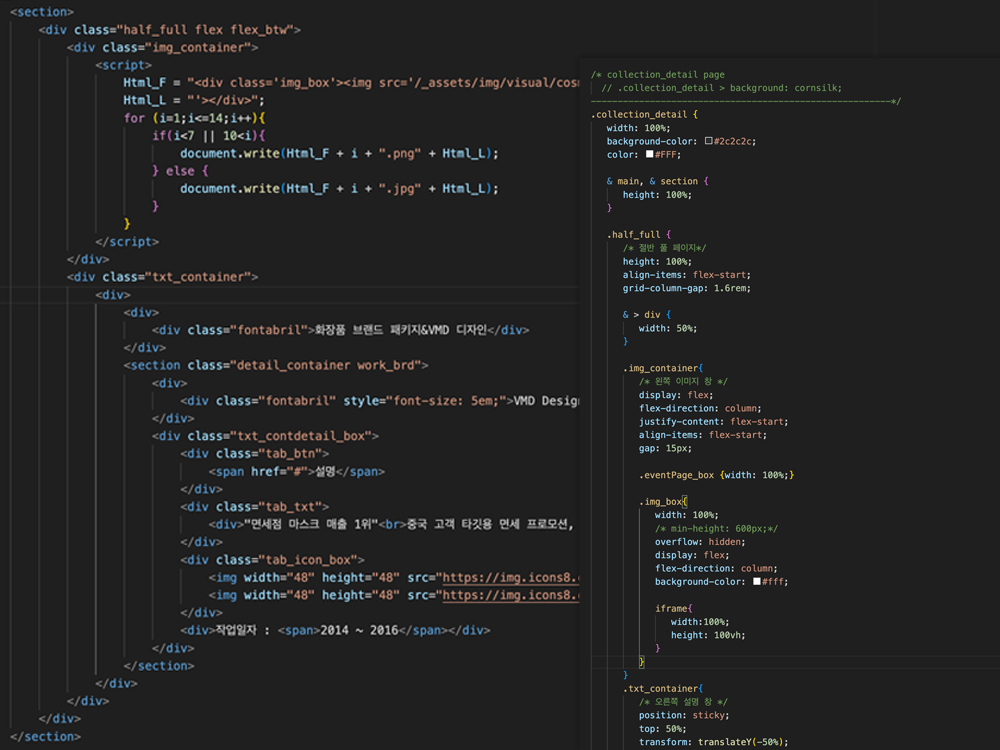 <section>
<div class="half_full flex flex_btw">
<div class="img_container">
<script>
Html_F = "<div class='img_box'><img src='/_assets/img/visual/cos
Html_L = "'></div>";
for (i=1;i<=14;i++){
if(i<7 || 10<i){
document.write(Html_F + i + ".png" + Html_L);
} else {
document.write(Html_F + i + ".jpg" + Html_L);
}
}
</script>
</div>
<div class="txt_container">
<div>
<div>
<div class="fontabril">화장품 브랜드 패키지&VMD 디자인</div>
</div>
<section class="detail_container work_brd">
<div>
<div class="fontabril" style="font-size: 5em;">VMD Desig
</div>
<div class="txt_contdetail_box">
<div class="tab_btn">
<span href="#">설명</span>
</div>
<div class="tab_txt">
<div>"면세점 마스크 매출 1위"<br>중국 고객 타깃용 면세 프로모션,
</div>
<div class="tab_icon_box">
<img width="48" height="48" src="https://img.icons8.
<img width="48" height="48" src="https://img.icons8.
</div>
<div>작업일자 : <span>2014 ~ 2016</span></div>
</div>
</section>
</div>
</div>
</div>
</section>
/* collection_detail page
// .collection_detail > background: cornsilk;
----------------------------------------------------------*/
.collection_detail {
width: 100%;
background-color: #2c2c2c;
color: #FFF;
& main, & section {
height: 100%;
}
.half_full {
/* 절반 풀 페이지*/
height: 100%;
align-items: flex-start;
grid-column-gap: 1.6rem;
& > div {
width: 50%;
}
.img_container{
/* 왼쪽 이미지 창 */
display: flex;
flex-direction: column;
justify-content: flex-start;
align-items: flex-start;
gap: 15px;
.eventPage_box {width: 100%;}
.img_box{
width: 100%;
/* min-height: 600px;*/
overflow: hidden;
display: flex;
flex-direction: column;
background-color: #fff;
iframe{
width:100%;
height: 100vh;
}
}
}
.txt_container{
/* 오른쪽 설명 창 */
position: sticky;
top: 50%;
transform: translateY(-50%);